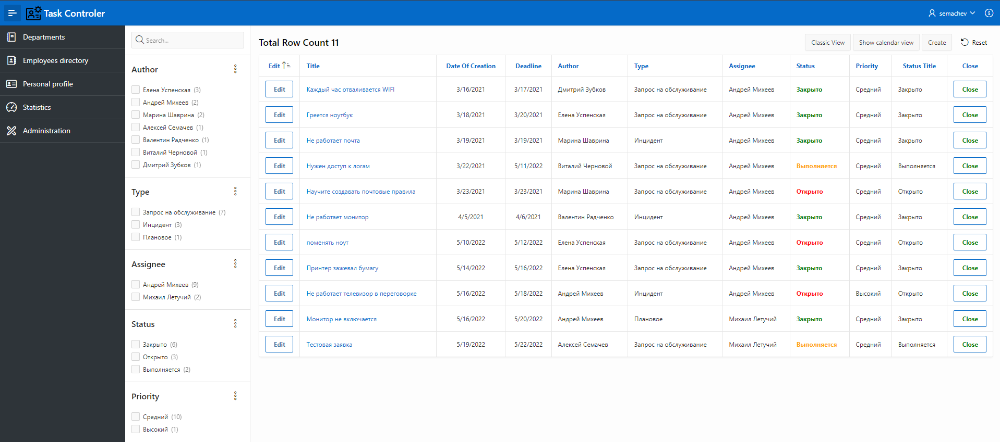 Task Controler
semachev
Departments
Employees directory
Personal profile
Statistics
Administration
Search...
Author
Елена Успенская (3)
Андрей Михеев (2)
Марина Шаврина (2)
Алексей Семачев (1)
Валентин Радченко (1)
Виталий Черновой (1)
Дмитрий Зубков (1)
Type
Запрос на обслуживание (7)
Инцидент (3)
Плановое (1)
Assignee
Андрей Михеев (9)
Михаил Летучий (2)
Status
Закрыто (6)
Открыто (3)
Выполняется (2)
Priority
Средний (10)
Высокий (1)
Total Row Count 11
Classic View Show calendar view Create Reset
Edit Title Date Of Creation Deadline Author Type Assignee Status Priority Status Title Close
Edit Каждый час отваливается WIFI 3/16/2021 3/17/2021 Дмитрий Зубков Запрос на обслуживание Андрей Михеев Закрыто Средний Закрыто Close
Edit Греется ноутбук 3/18/2021 3/20/2021 Елена Успенская Запрос на обслуживание Андрей Михеев Закрыто Средний Закрыто Close
Edit Не работает почта 3/19/2021 3/19/2021 Марина Шаврина Инцидент Андрей Михеев Закрыто Средний Закрыто Close
Edit Нужен доступ к логам 3/22/2021 5/11/2022 Виталий Черновой Запрос на обслуживание Андрей Михеев Выполняется Средний Выполняется Close
Edit Научите создавать почтовые правила 3/23/2021 3/23/2021 Марина Шаврина Запрос на обслуживание Андрей Михеев Открыто Средний Открыто Close
Edit Не работает монитор 4/5/2021 4/6/2021 Валентин Радченко Инцидент Андрей Михеев Закрыто Средний Закрыто Close
Edit поменять ноут 5/10/2022 5/12/2022 Елена Успенская Запрос на обслуживание Андрей Михеев Открыто Средний Открыто Close
Edit Принтер зажевал бумагу 5/14/2022 5/16/2022 Елена Успенская Запрос на обслуживание Андрей Михеев Закрыто Средний Закрыто Close
Edit Не работает телевизор в переговорке 5/16/2022 5/18/2022 Андрей Михеев Инцидент Андрей Михеев Открыто Высокий Открыто Close
Edit Монитор не включается 5/16/2022 5/20/2022 Андрей Михеев Плановое Михаил Летучий Закрыто Средний Закрыто Close
Edit Тестовая заявка 5/19/2022 5/22/2022 Алексей Семачев Запрос на обслуживание Михаил Летучий Выполняется Средний Выполняется Close